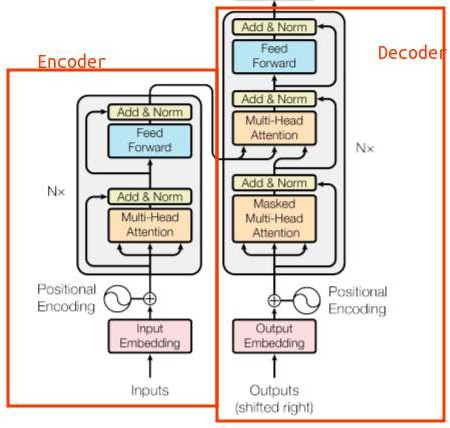 Encoder
Add & Norm
Feed
Forward
Nx
Add & Norm
Multi-Head
Attention
Positional
Encoding
Input
Embedding
Inputs
Decoder
Add & Norm
Feed
Forward
Add & Norm
Multi-Head
Attention
Nx
Add & Norm
Masked
Multi-Head
Attention
Positional
Encoding
Output
Embedding
Outputs
(shifted right)